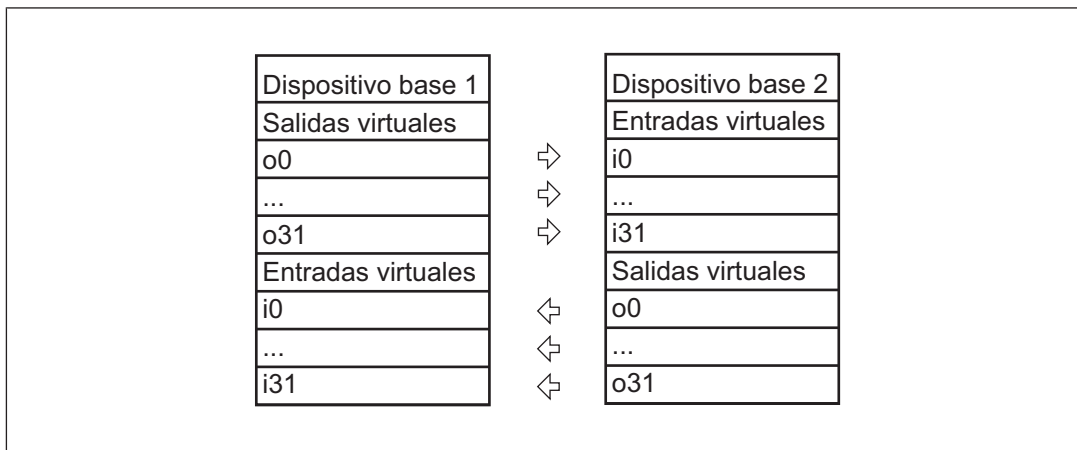 Dispositivo base 1
Salidas virtuales
o0
...
o31
Entradas virtuales
i0
...
i31
Dispositivo base 2
Entradas virtuales
i0
...
i31
Salidas virtuales
o0
...
o31